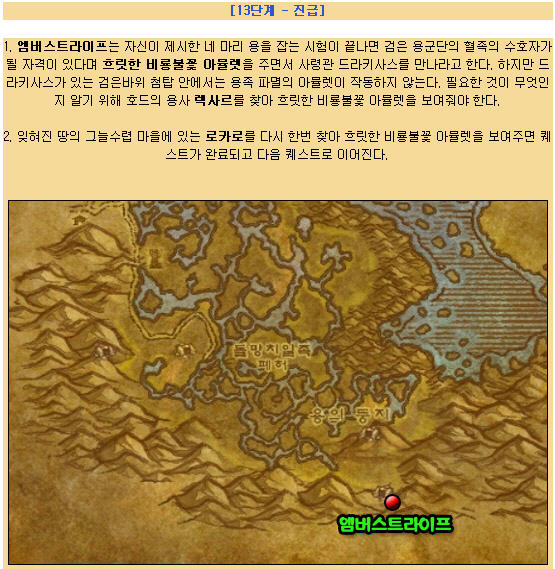 [13단계 - 진급]
1. 엠버스트라이프는 자신이 제시한 네 마리 용을 잡는 시험이 끝나면 검은 용군단의 혈족의 수호자가
될 자격이 있다며 흐릿한 비룡불꽃 아뮬렛을 주면서 사령관 드라키사스를 만나라고 한다. 하지만 드
라키사스가 있는 검은바위 첨탑 안에서는 용족 파멸의 아뮬렛이 작동하지 않는다. 필요한 것이 무엇인
지 알기 위해 호드의 용사 렉사르를 찾아 흐릿한 비룡불꽃 아뮬렛을 보여줘야 한다.
2. 잊혀진 땅의 그늘수렵 마을에 있는 로카로를 다시 한번 찾아 흐릿한 비룡불꽃 아뮬렛을 보여주면 퀘
스트가 완료되고 다음 퀘스트로 이어진다.
돌망치일족
폐허
용의 둥지
엠버스트라이프